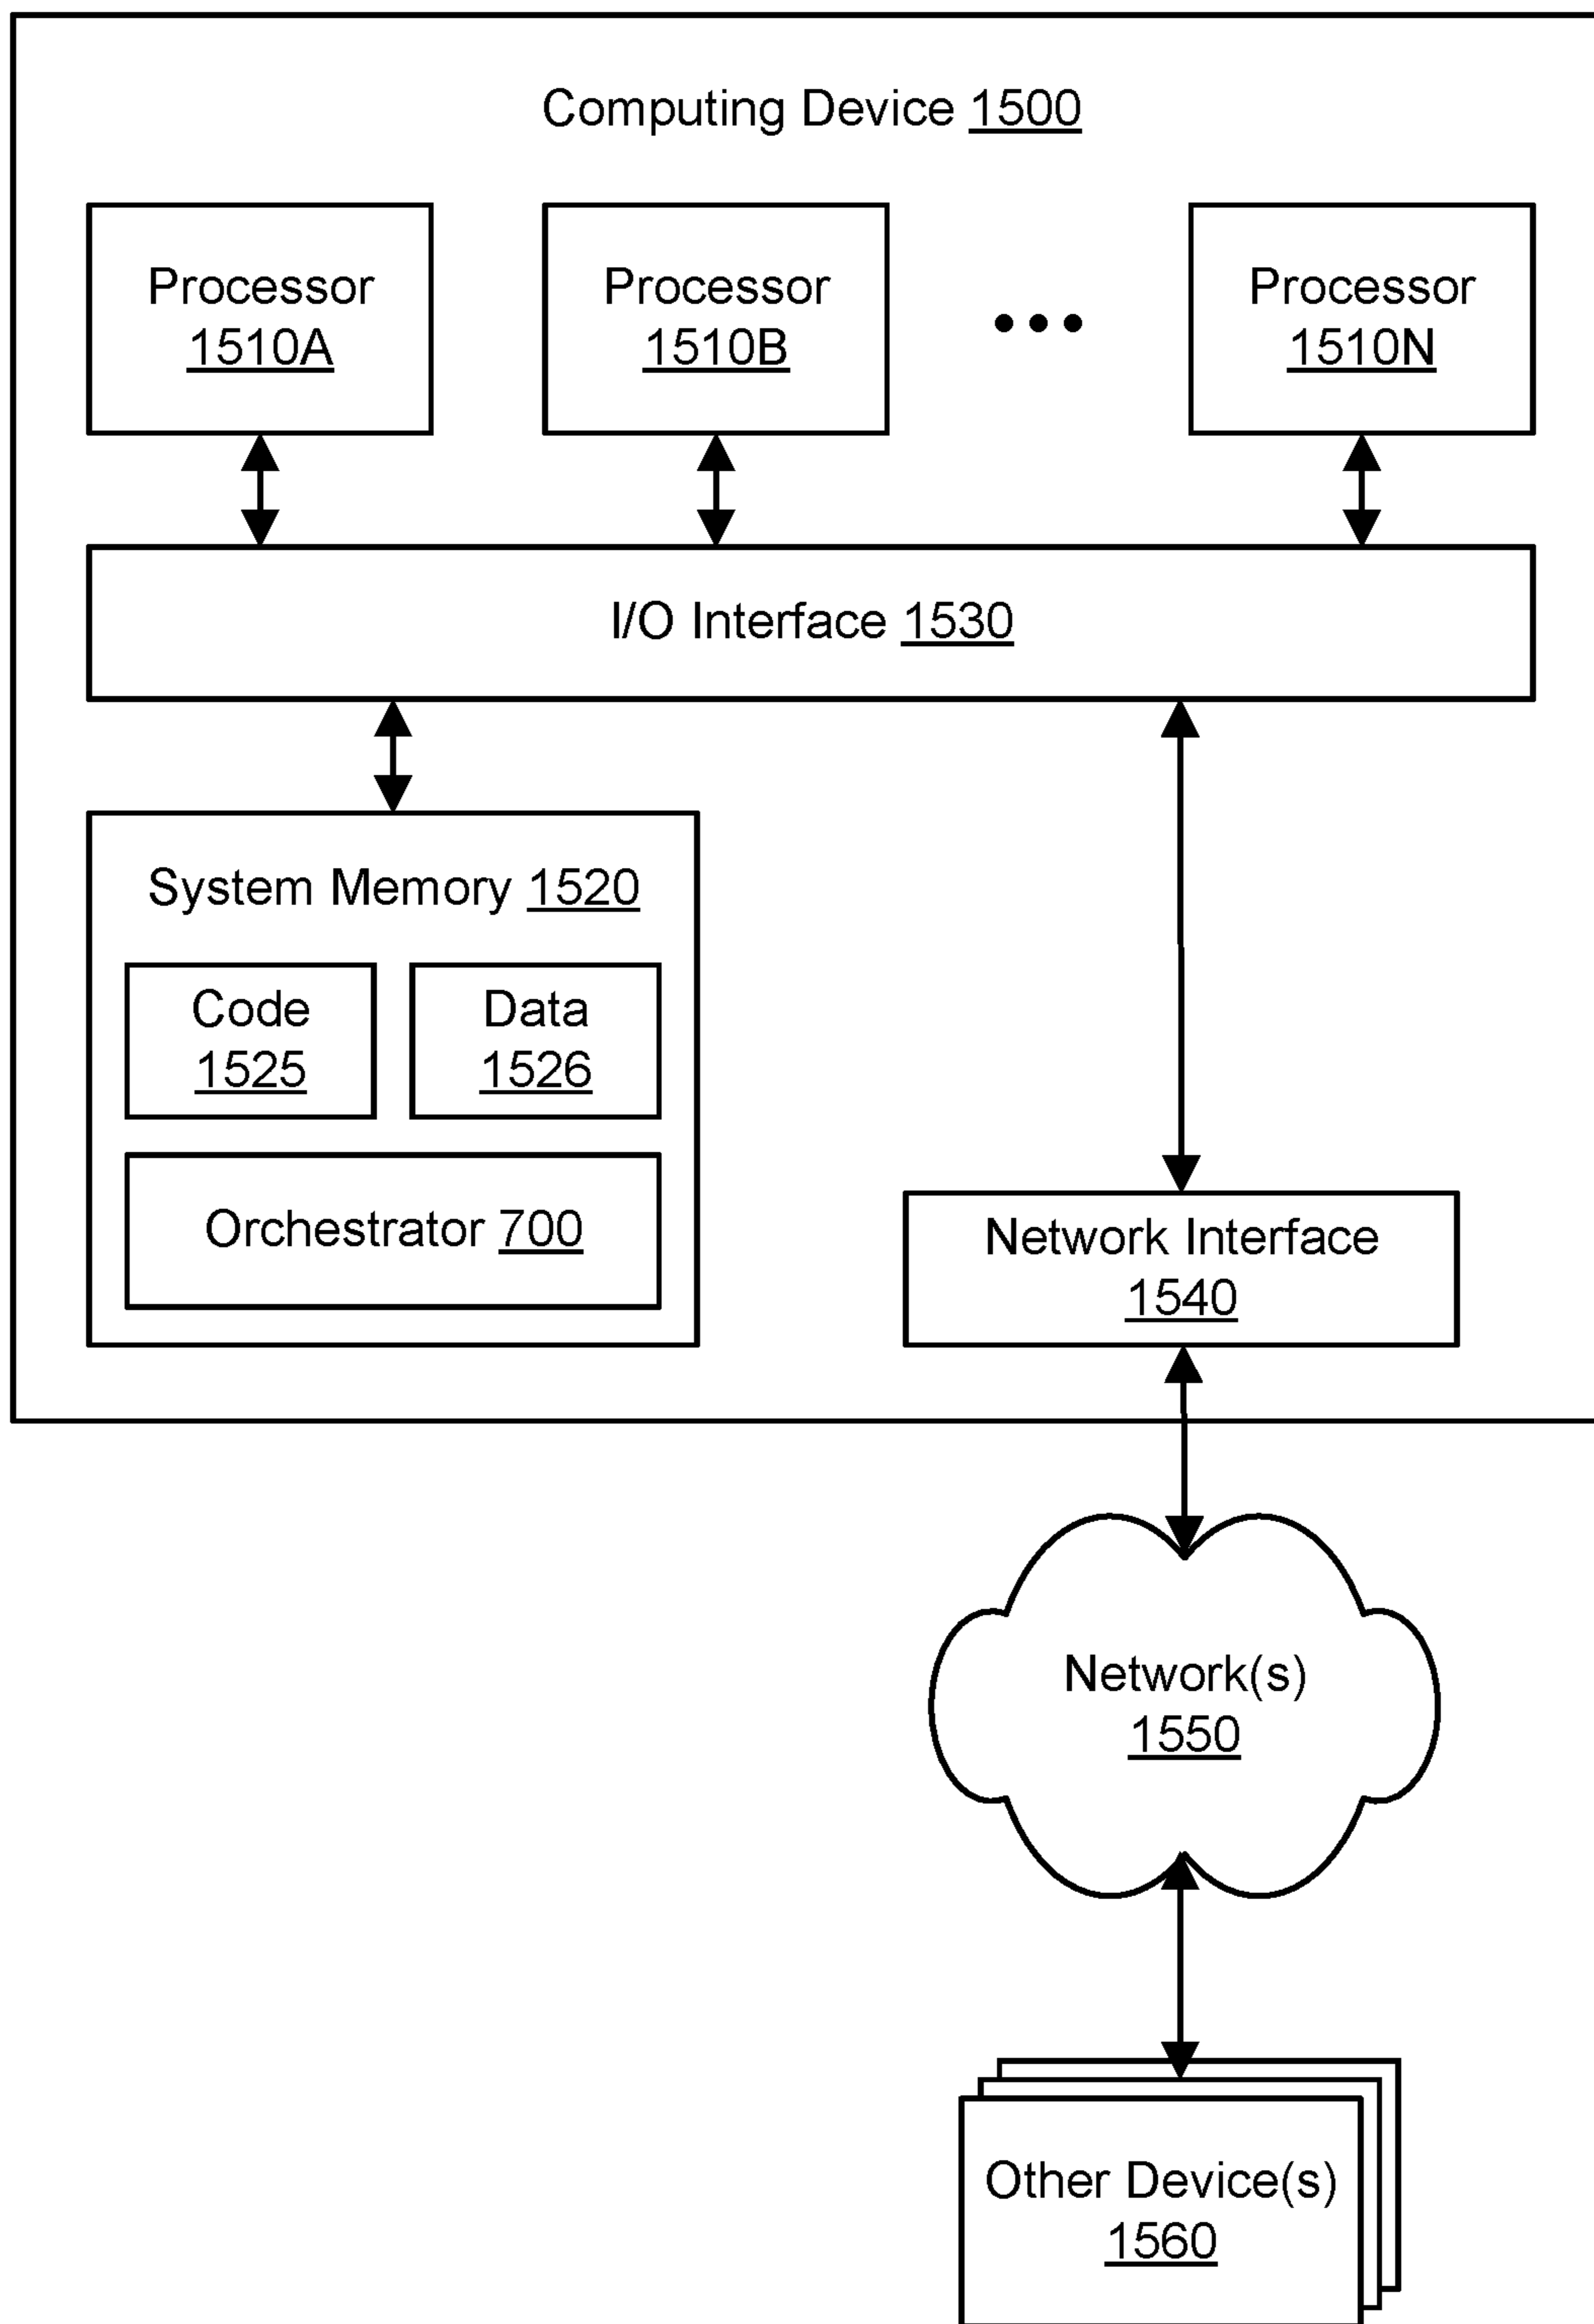 Computing Device 1500
Processor
1510A
Processor
1510B
Processor
1510N
I/O Interface 1530
System Memory 1520
Code
1525
Data
1526
Orchestrator 700
Network Interface
1540
Network(s)
1550
Other Device(s)
1560